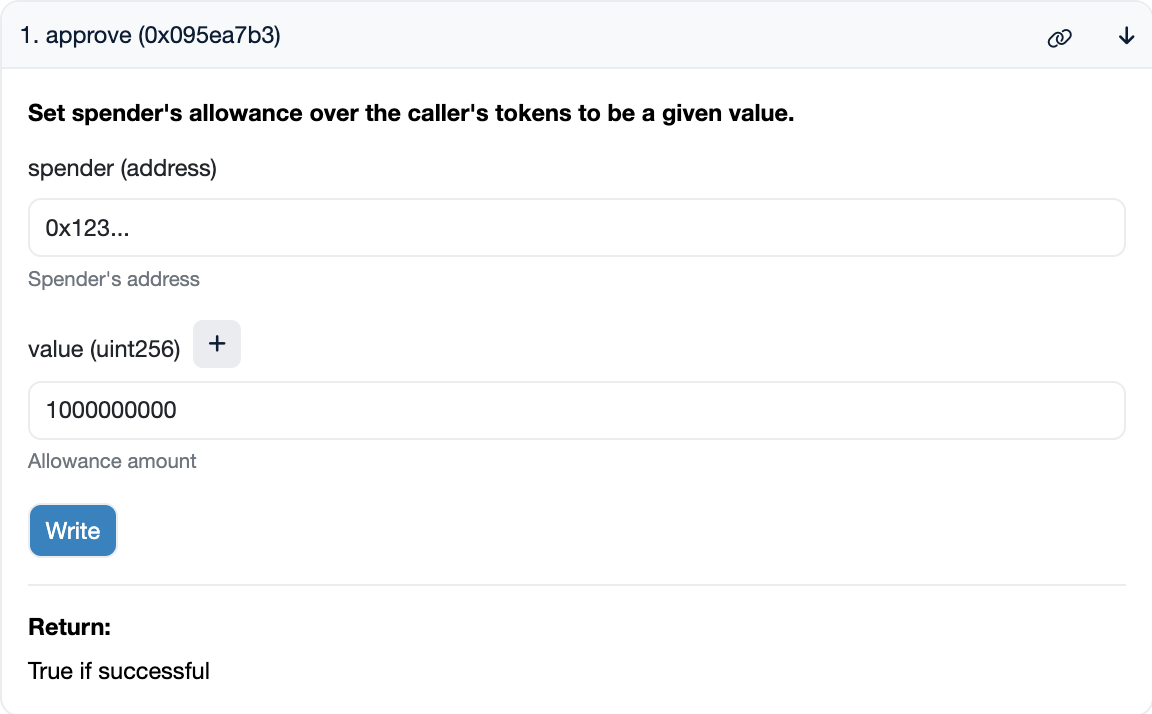 1. approve (0x095ea7b3)
Set spender's allowance over the caller's tokens to be a given value.
spender (address)
0x123...
Spender's address
value (uint256) +
1000000000
Allowance amount
Write
Return:
True if successful